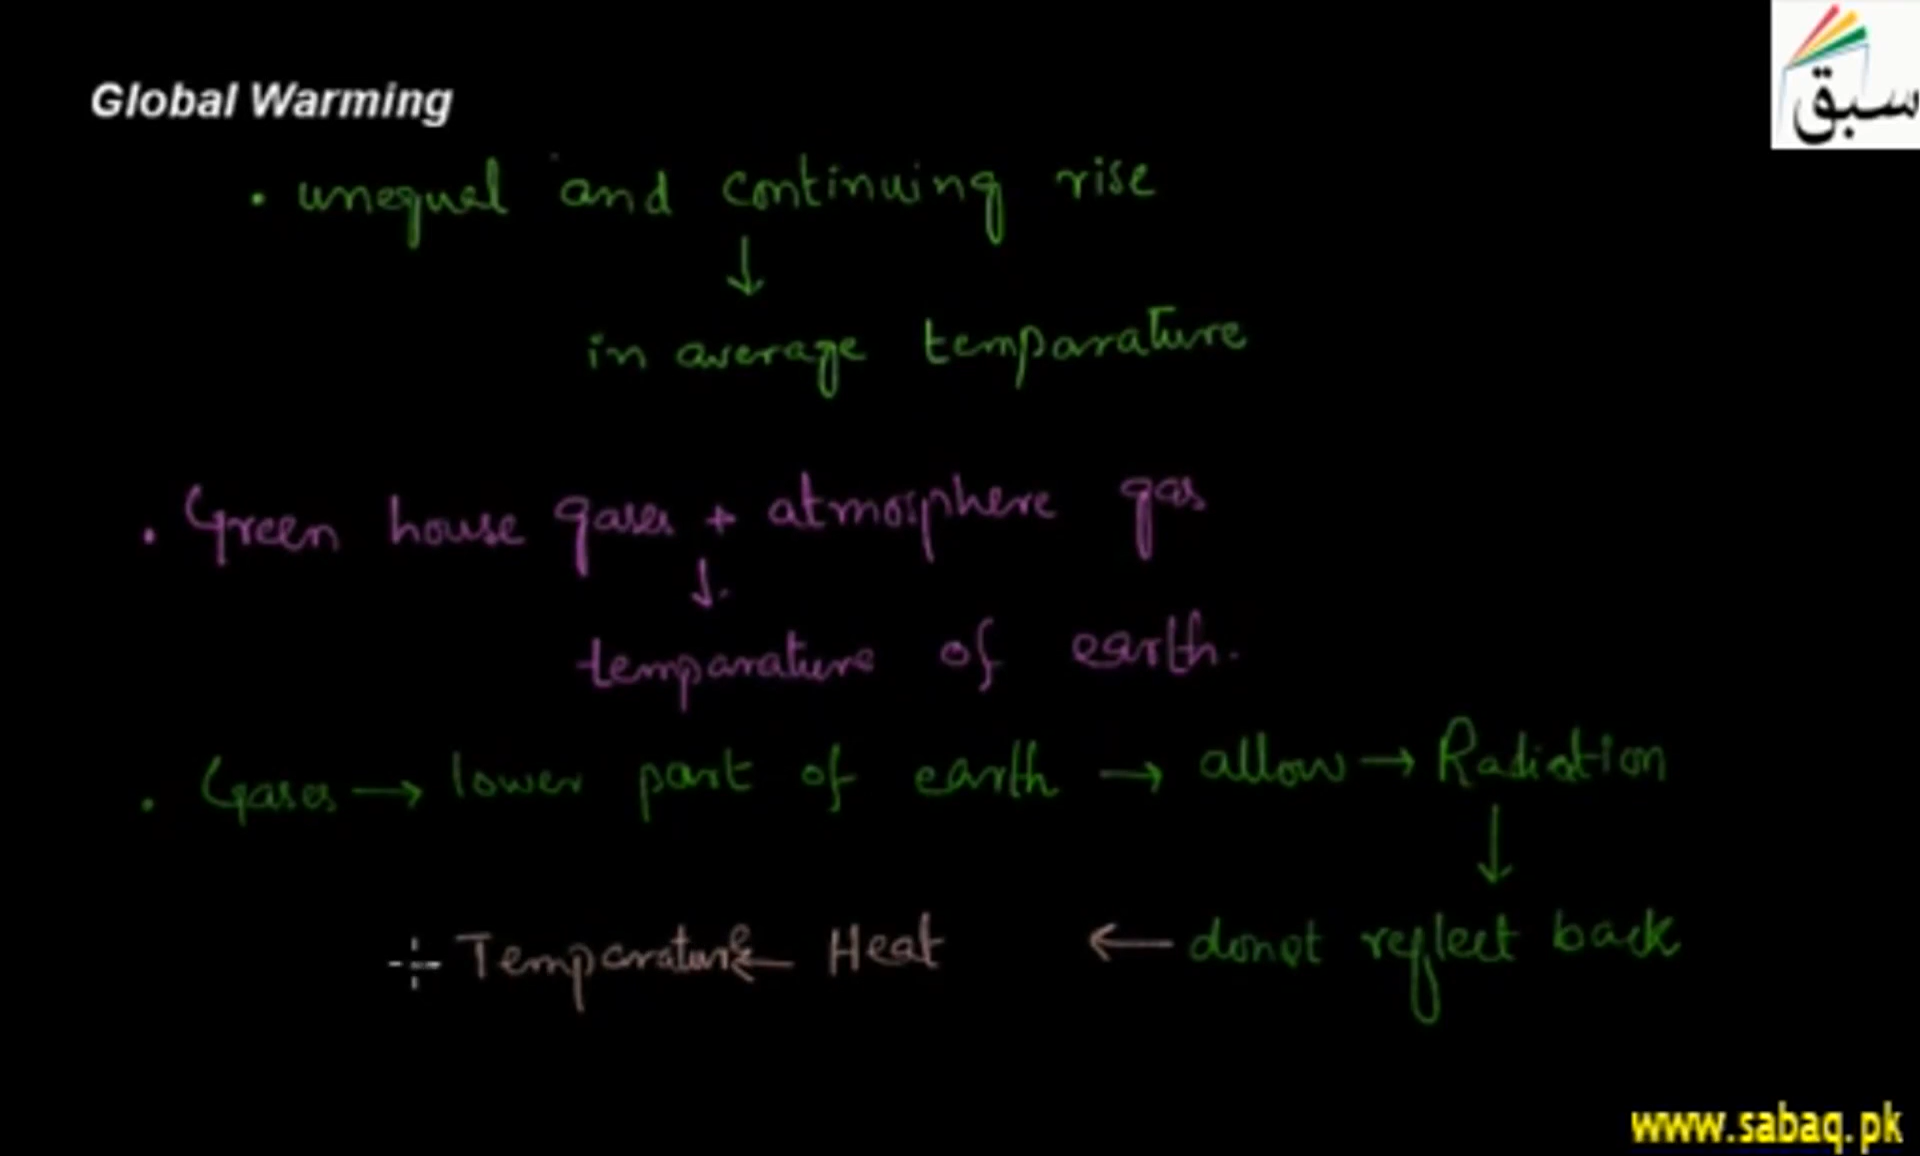 سبق
Global Warming
. unequal and continuing rise
↓
in average temparature
. Green house gases + atmosphere gas
↓
temparature of earth.
. Gases → lower part of earth → allow → Radiation
↓
Temparature ← Heat ← donot reflect back
www.sabaq.pk